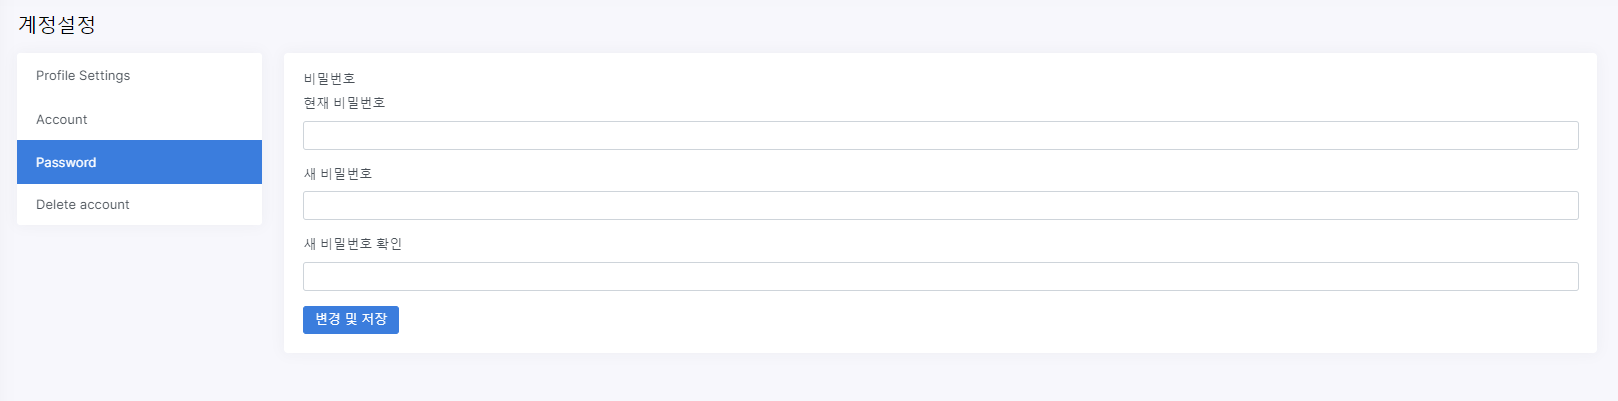 계정설정
Profile Settings
Account
Password
Delete account
비밀번호
현재 비밀번호
새 비밀번호
새 비밀번호 확인
변경 및 저장